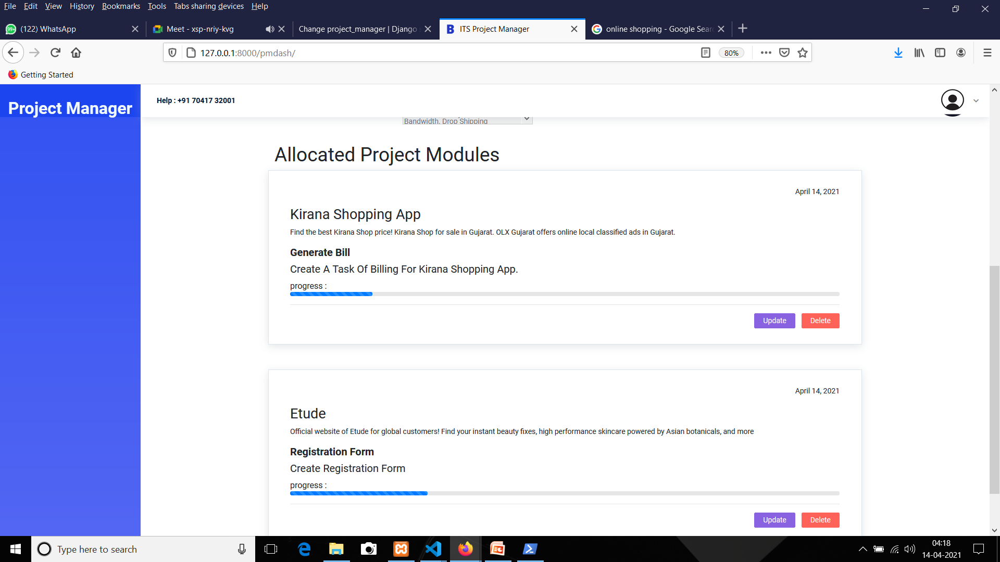 File Edit View History Bookmarks Tools Tabs sharing devices Help
(122) WhatsApp
Meet - xsp-nriy-kvg
Change project_manager | Django
ITS Project Manager
online shopping - Google Sear
127.0.0.1:8000/pmdash/
80%
Getting Started
Project Manager
Help : +91 70417 32001
Bandwidth, Drop Shipping
Allocated Project Modules
April 14, 2021
Kirana Shopping App
Find the best Kirana Shop price! Kirana Shop for sale in Gujarat. OLX Gujarat offers online local classified ads in Gujarat.
Generate Bill
Create A Task Of Billing For Kirana Shopping App.
progress :
Update Delete
April 14, 2021
Etude
Official website of Etude for global customers! Find your instant beauty fixes, high performance skincare powered by Asian botanicals, and more
Registration Form
Create Registration Form
progress :
Update Delete
Type here to search
04:18
14-04-2021